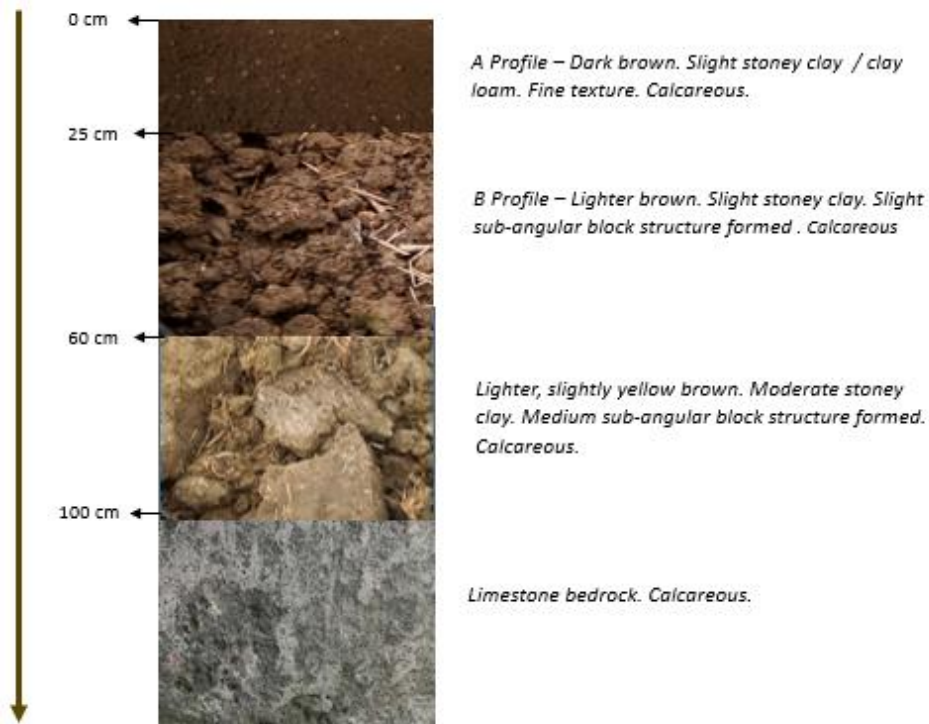 0 cm
A Profile – Dark brown. Slight stoney clay / clay
loam. Fine texture. Calcareous.
25 cm
B Profile – Lighter brown. Slight stoney clay. Slight
sub-angular block structure formed . Calcareous
60 cm
Lighter, slightly yellow brown. Moderate stoney
clay. Medium sub-angular block structure formed.
Calcareous.
100 cm
Limestone bedrock. Calcareous.